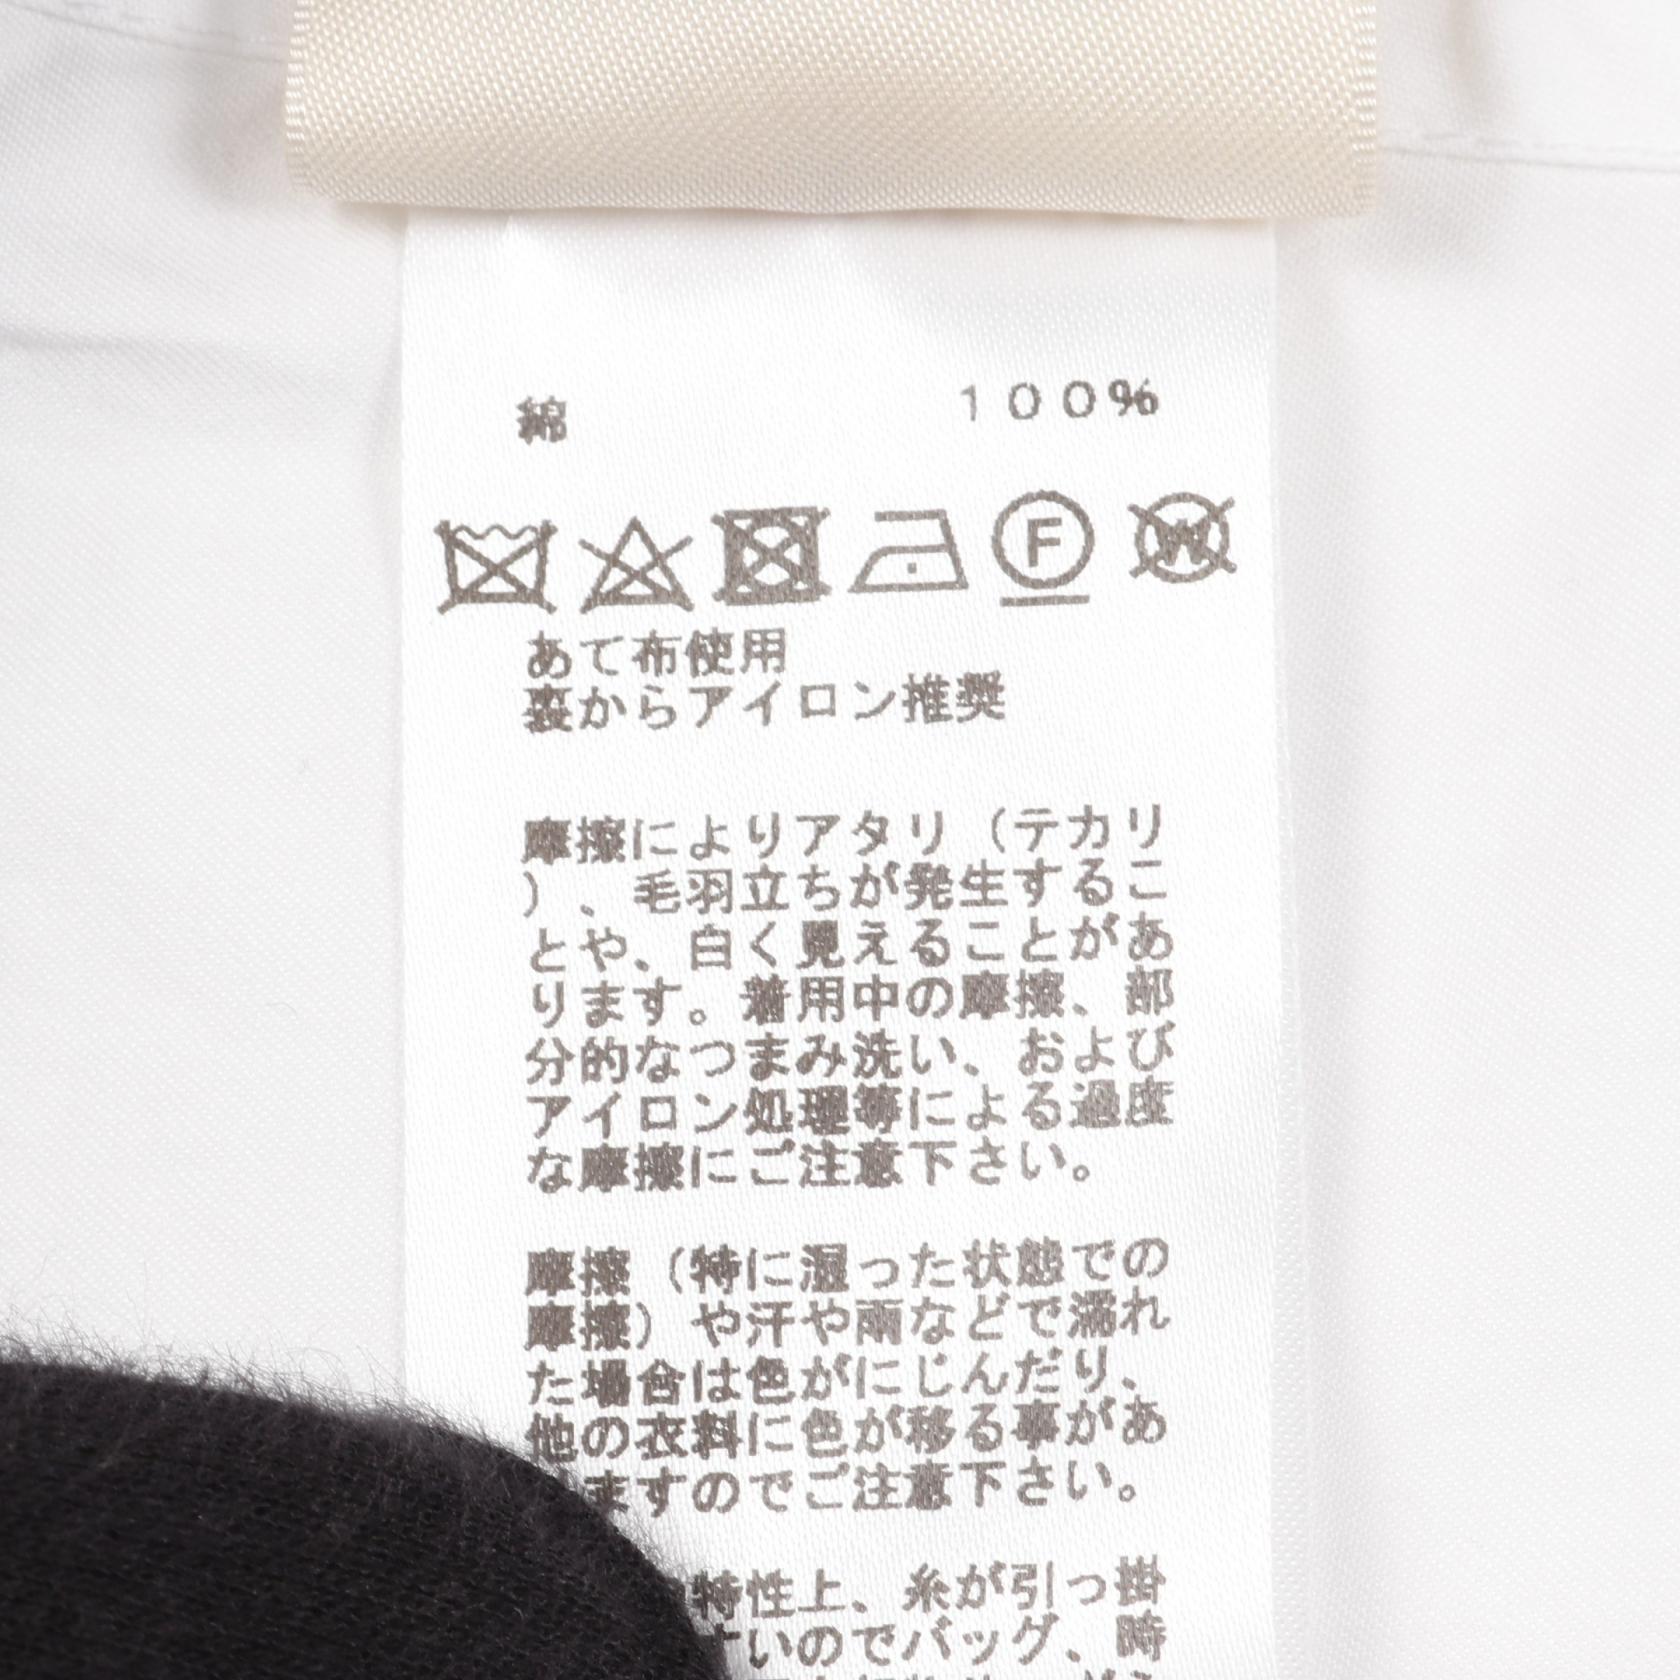 綿 100%
F W
あて布使用
裏からアイロン推奨
摩擦によりアタリ（テカリ
）、毛羽立ちが発生するこ
とや、白く見えることがあ
ります。着用中の摩擦、部
分的なつまみ洗い、および
アイロン処理等による過度
な摩擦にご注意下さい。
摩擦（特に湿った状態での
摩擦）や汗や雨などで濡れ
た場合は色がにじんだり、
他の衣料に色が移る事があ
ますのでご注意下さい。
特性上、糸が引っ掛
すいのでバッグ、時